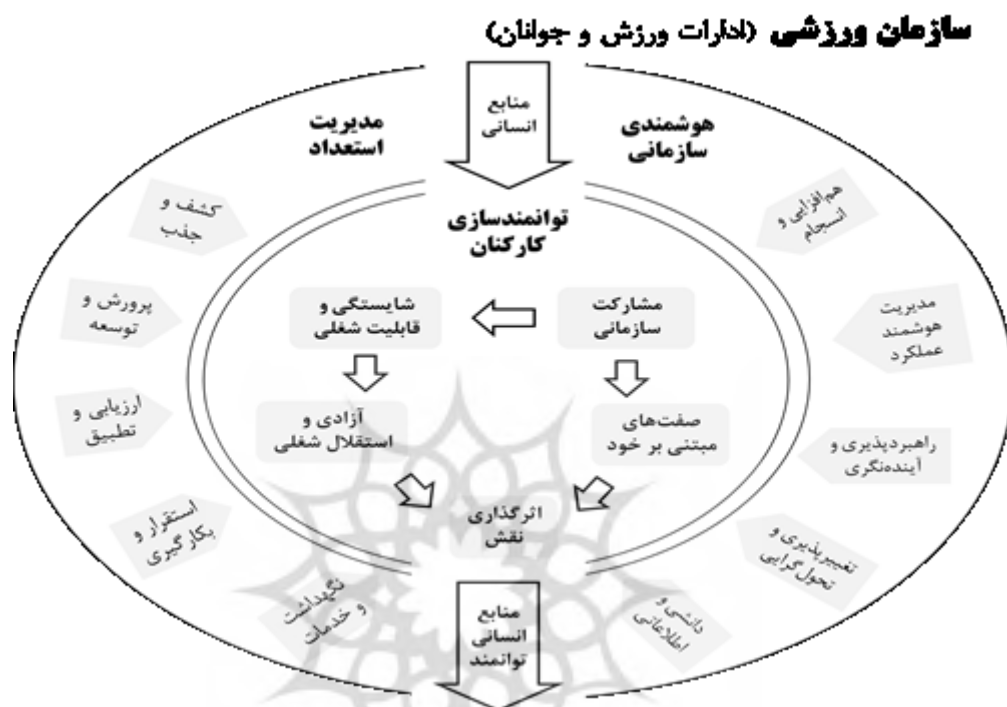 سازمان ورزشی (ادارات ورزش و جوانان)
منابع
انسانی
هوشمندی
سازمانی
مدیریت
استعداد
توانمندسازی
کارکنان
هم‌افزایی و
انسجام
مدیریت
هوشمند
عملکرد
راهبردپذیری و
آینده‌نگری
تغییرپذیری و
تحول‌گرایی
دانشی و
اطلاعاتی
کشف و
جذب
پرورش و
توسعه
ارزیابی و
تطبیق
استقرار و
بکارگیری
نگهداشت
و خدمات
مشارکت
سازمانی
شایستگی و
قابلیت شغلی
صفت‌های
مبتنی بر خود
آزادی و
استقلال شغلی
اثرگذاری
نقش
منابع
انسانی
توانمند